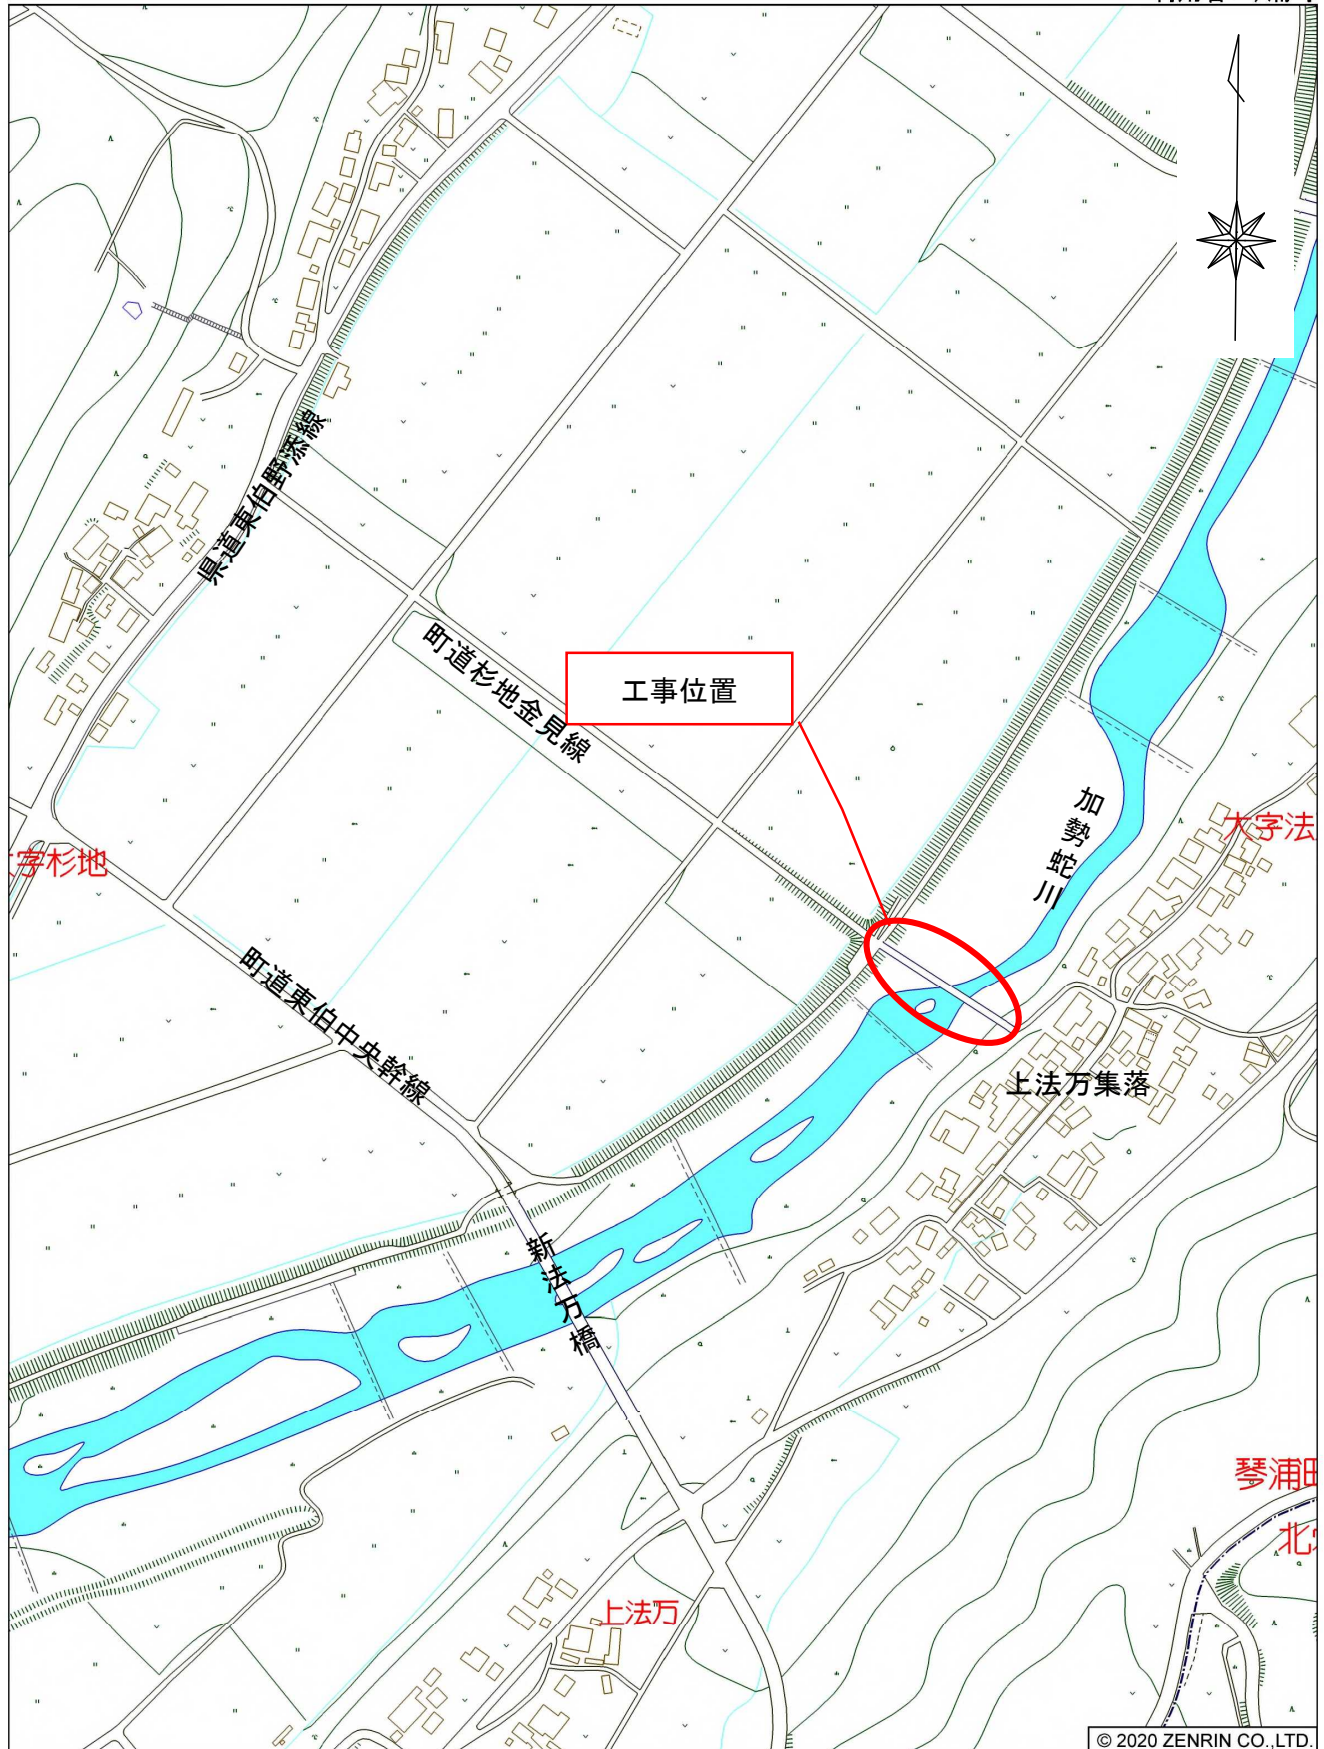 県道東伯野添線
町道杉地金見線
工事位置
加勢蛇川
大字法
字杉地
町道東伯中央幹線
上法万集落
新法万橋
琴浦
北
上法万
© 2020 ZENRIN CO.,LTD.